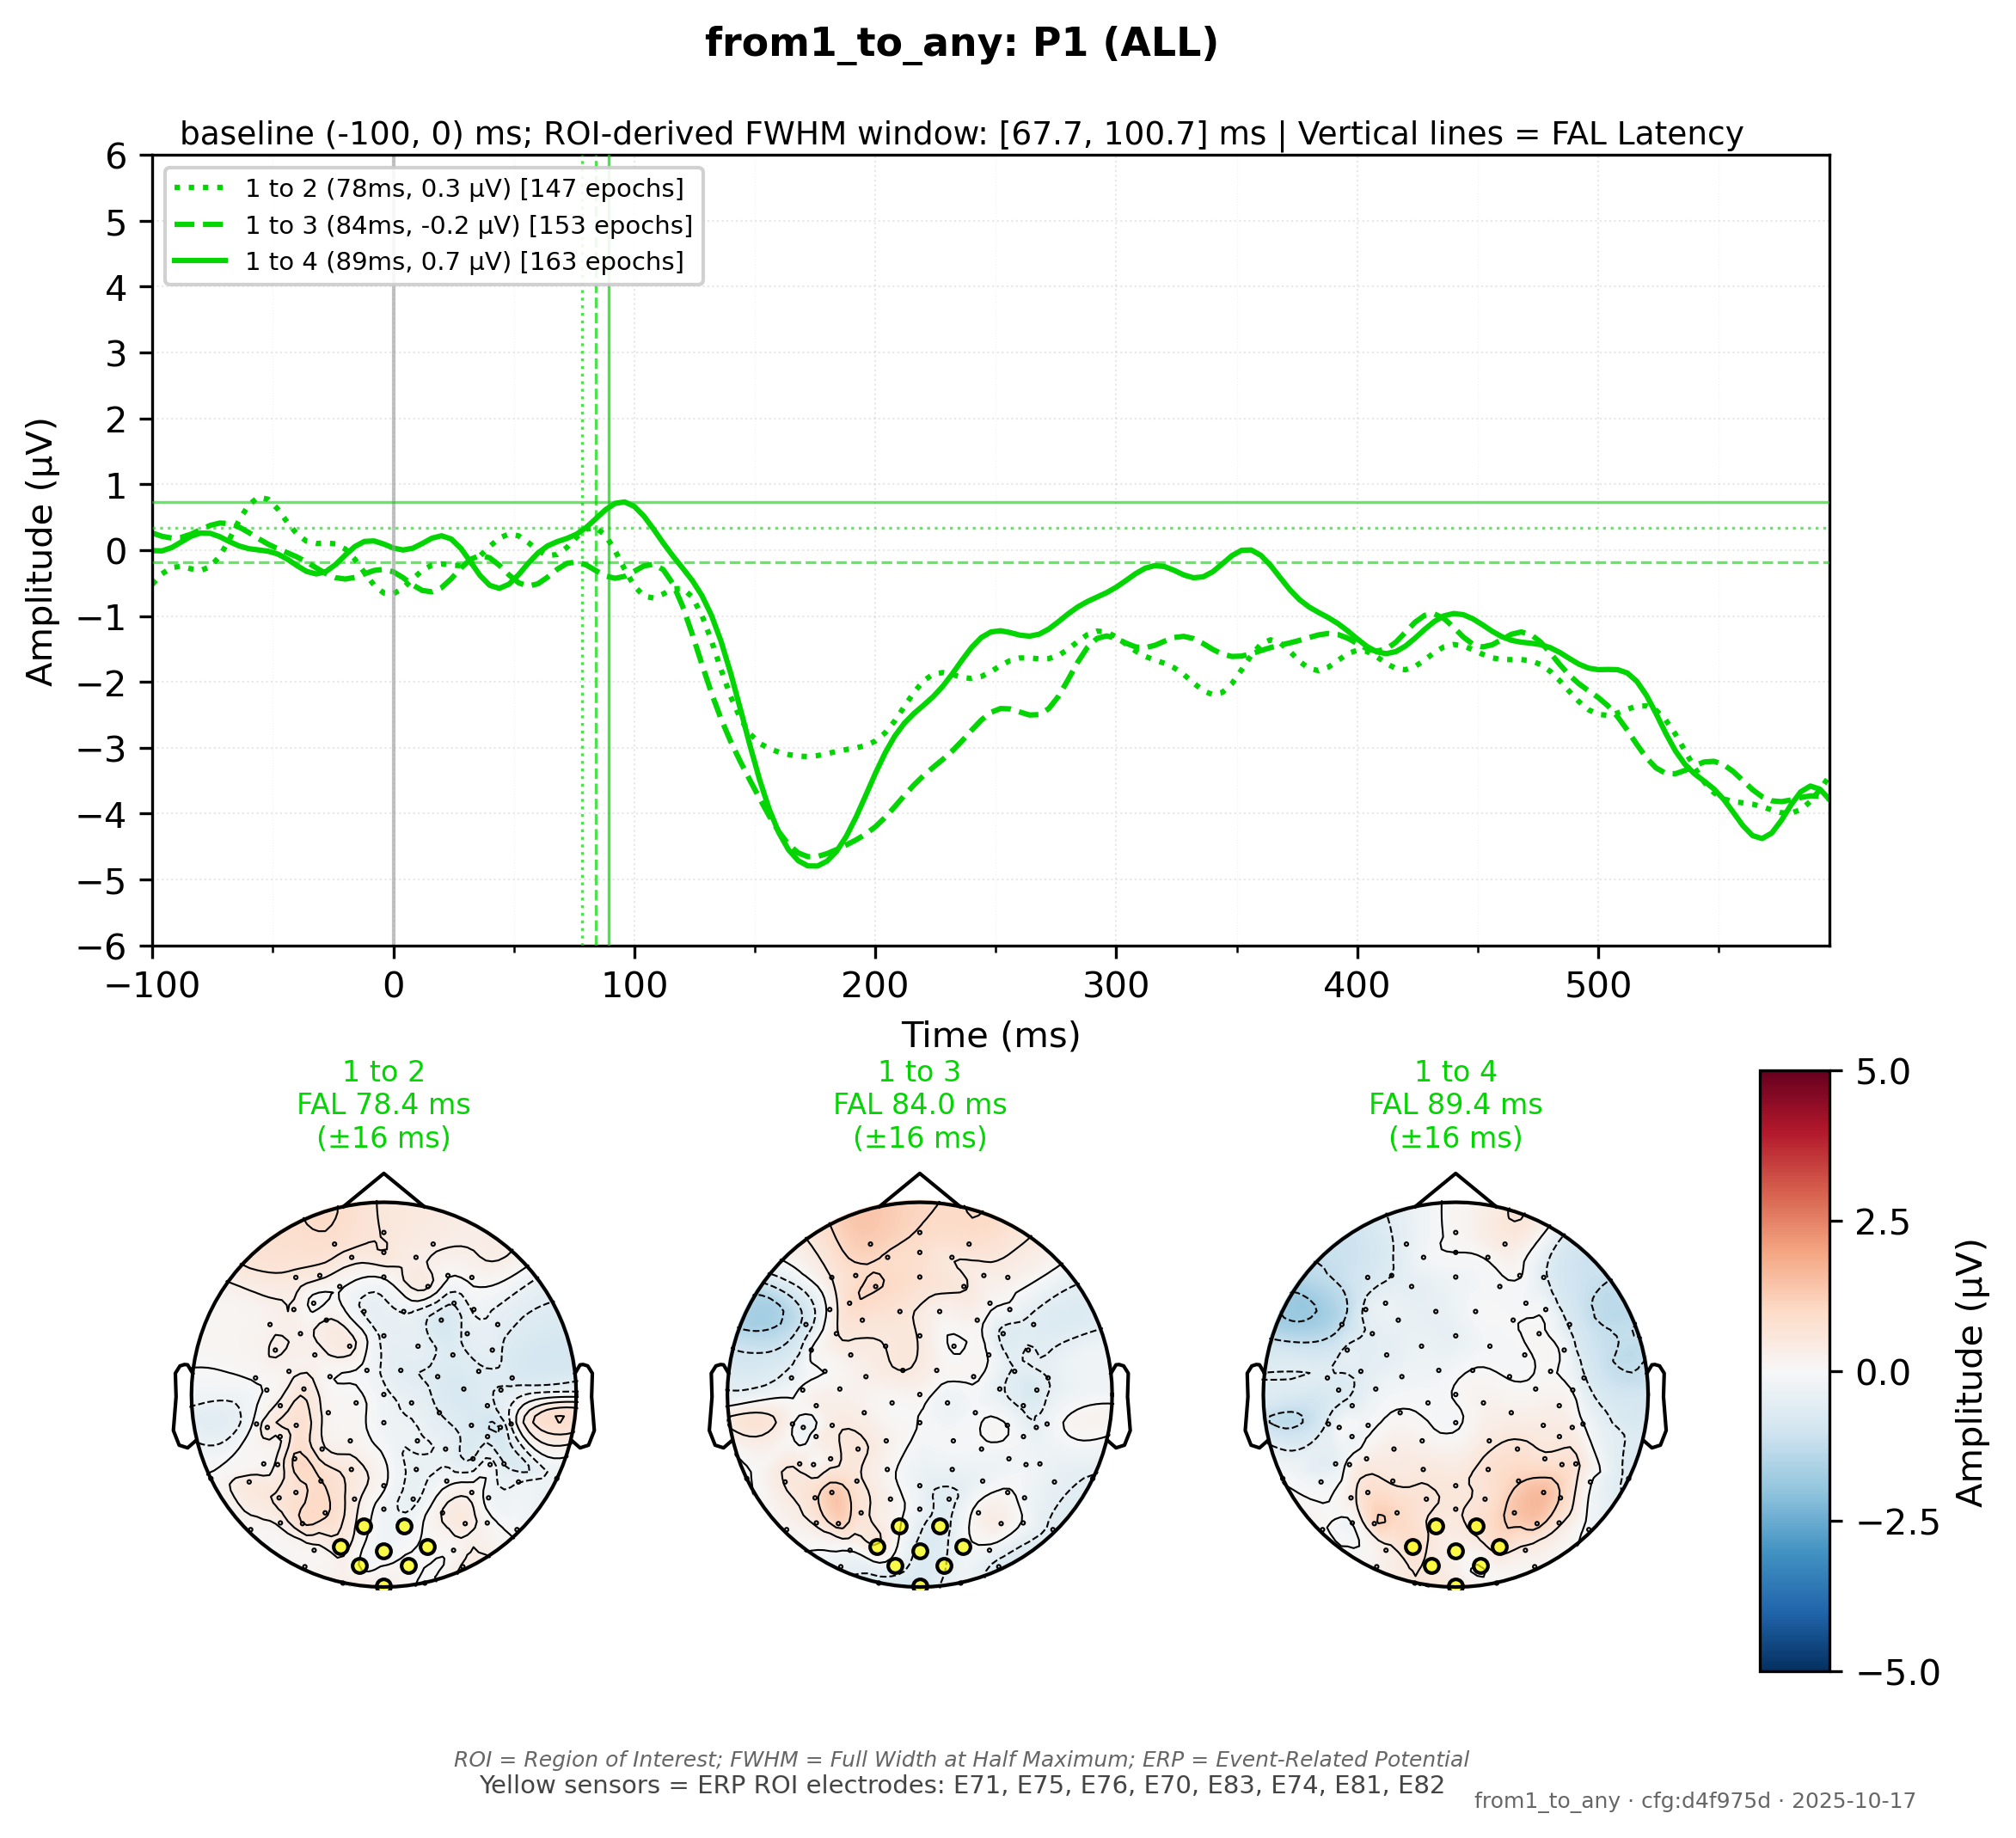 from1_to_any: P1 (ALL)
baseline (-100, 0) ms; ROI-derived FWHM window: [67.7, 100.7] ms | Vertical lines = FAL Latency
1 to 2 (78ms, 0.3 µV) [147 epochs]
1 to 3 (84ms, -0.2 µV) [153 epochs]
1 to 4 (89ms, 0.7 µV) [163 epochs]
Amplitude (µV)
6
5
4
3
2
1
0
−1
−2
−3
−4
−5
−6
−100 0 100 200 300 400 500
Time (ms)
1 to 2
FAL 78.4 ms
(±16 ms)
1 to 3
FAL 84.0 ms
(±16 ms)
1 to 4
FAL 89.4 ms
(±16 ms)
5.0
2.5
0.0
−2.5
−5.0
Amplitude (µV)
ROI = Region of Interest; FWHM = Full Width at Half Maximum; ERP = Event-Related Potential
Yellow sensors = ERP ROI electrodes: E71, E75, E76, E70, E83, E74, E81, E82
from1_to_any · cfg:d4f975d · 2025-10-17